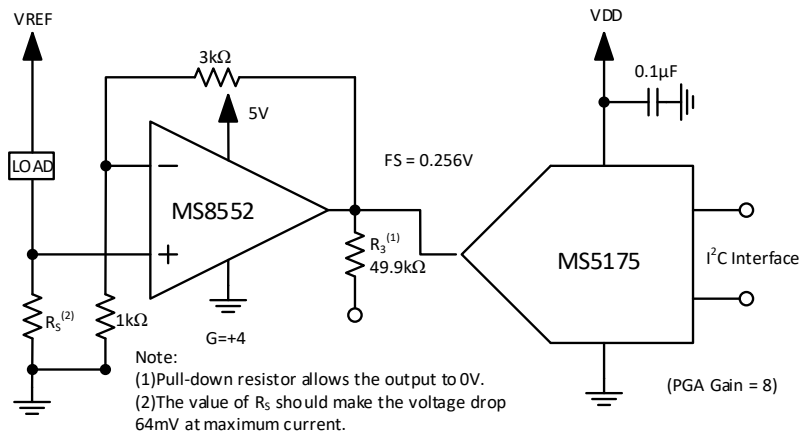 VREF
VDD
3kΩ
0.1μF
5V
LOAD
FS = 0.256V
MS8552
R3(1)
49.9kΩ
MS5175
I2C Interface
RS(2)
1kΩ
G=+4
Note:
(1)Pull-down resistor allows the output to 0V.
(2)The value of RS should make the voltage drop
64mV at maximum current.
(PGA Gain = 8)